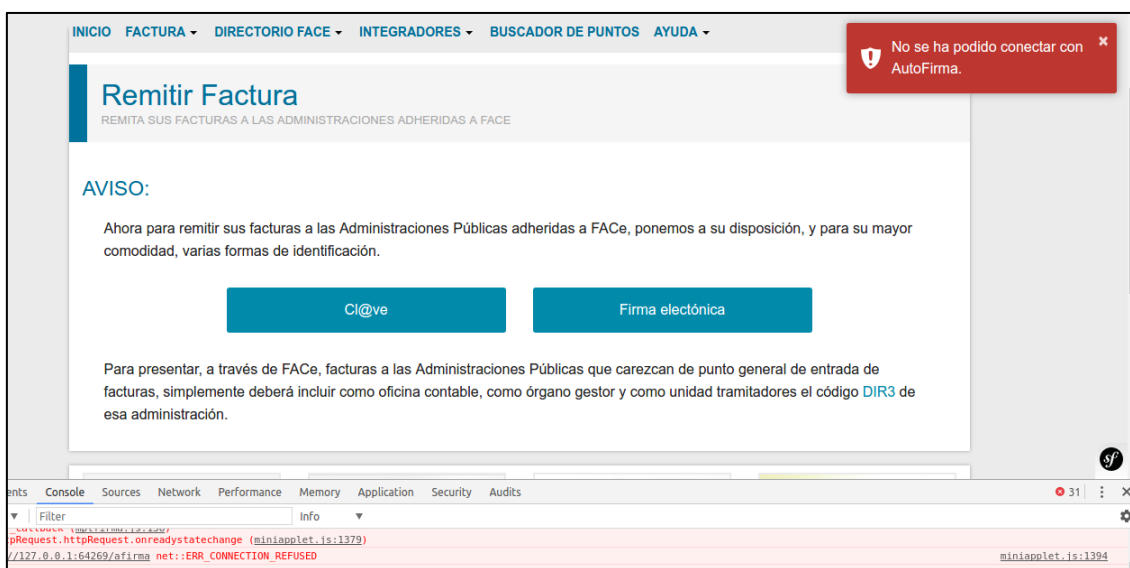 INICIO FACTURA DIRECTORIO FACE INTEGRADORES BUSCADOR DE PUNTOS AYUDA
No se ha podido conectar con ×
AutoFirma.
Remitir Factura
REMITA SUS FACTURAS A LAS ADMINISTRACIONES ADHERIDAS A FACE
AVISO:
Ahora para remitir sus facturas a las Administraciones Públicas adheridas a FACe, ponemos a su disposición, y para su mayor
comodidad, varias formas de identificación.
Cl@ve Firma electónica
Para presentar, a través de FACe, facturas a las Administraciones Públicas que carezcan de punto general de entrada de
facturas, simplemente deberá incluir como oficina contable, como órgano gestor y como unidad tramitadores el código DIR3 de
esa administración.
sf
ents Console Sources Network Performance Memory Application Security Audits 31
Filter Info
pRequest.httpRequest.onreadystatechange (miniapplet.js:1379)
//127.0.0.1:64269/afirma net::ERR_CONNECTION_REFUSED miniapplet.js:1394